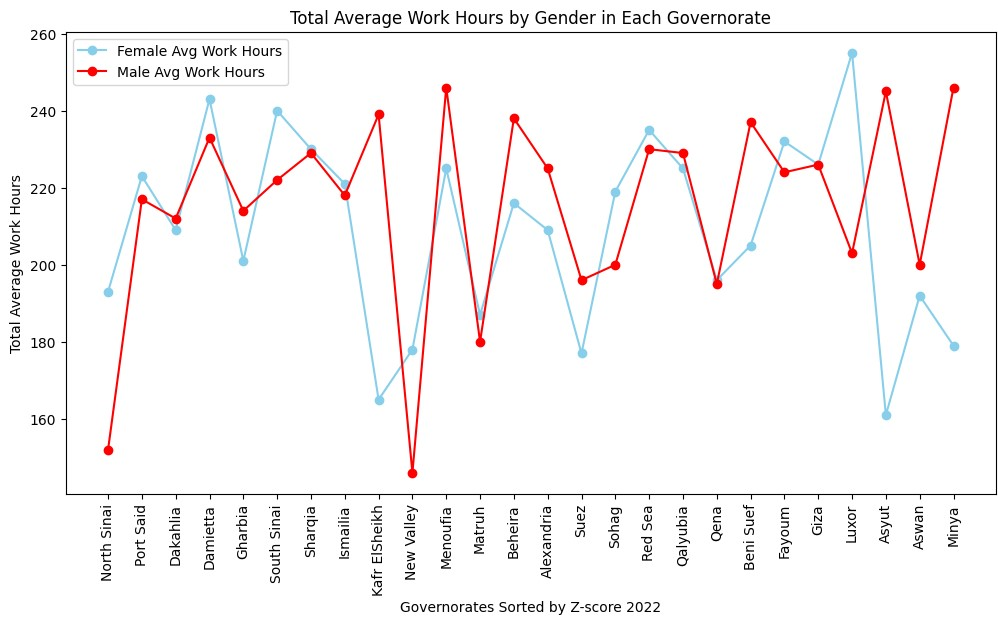 Total Average Work Hours by Gender in Each Governorate
Female Avg Work Hours
Male Avg Work Hours
Total Average Work Hours
260
240
220
200
180
160
North Sinai
Port Said
Dakahlia
Damietta
Gharbia
South Sinai
Sharqia
Ismailia
Kafr ElSheikh
New Valley
Menoufia
Matruh
Beheira
Alexandria
Suez
Sohag
Red Sea
Qalyubia
Qena
Beni Suef
Fayoum
Giza
Luxor
Asyut
Aswan
Minya
Governorates Sorted by Z-score 2022